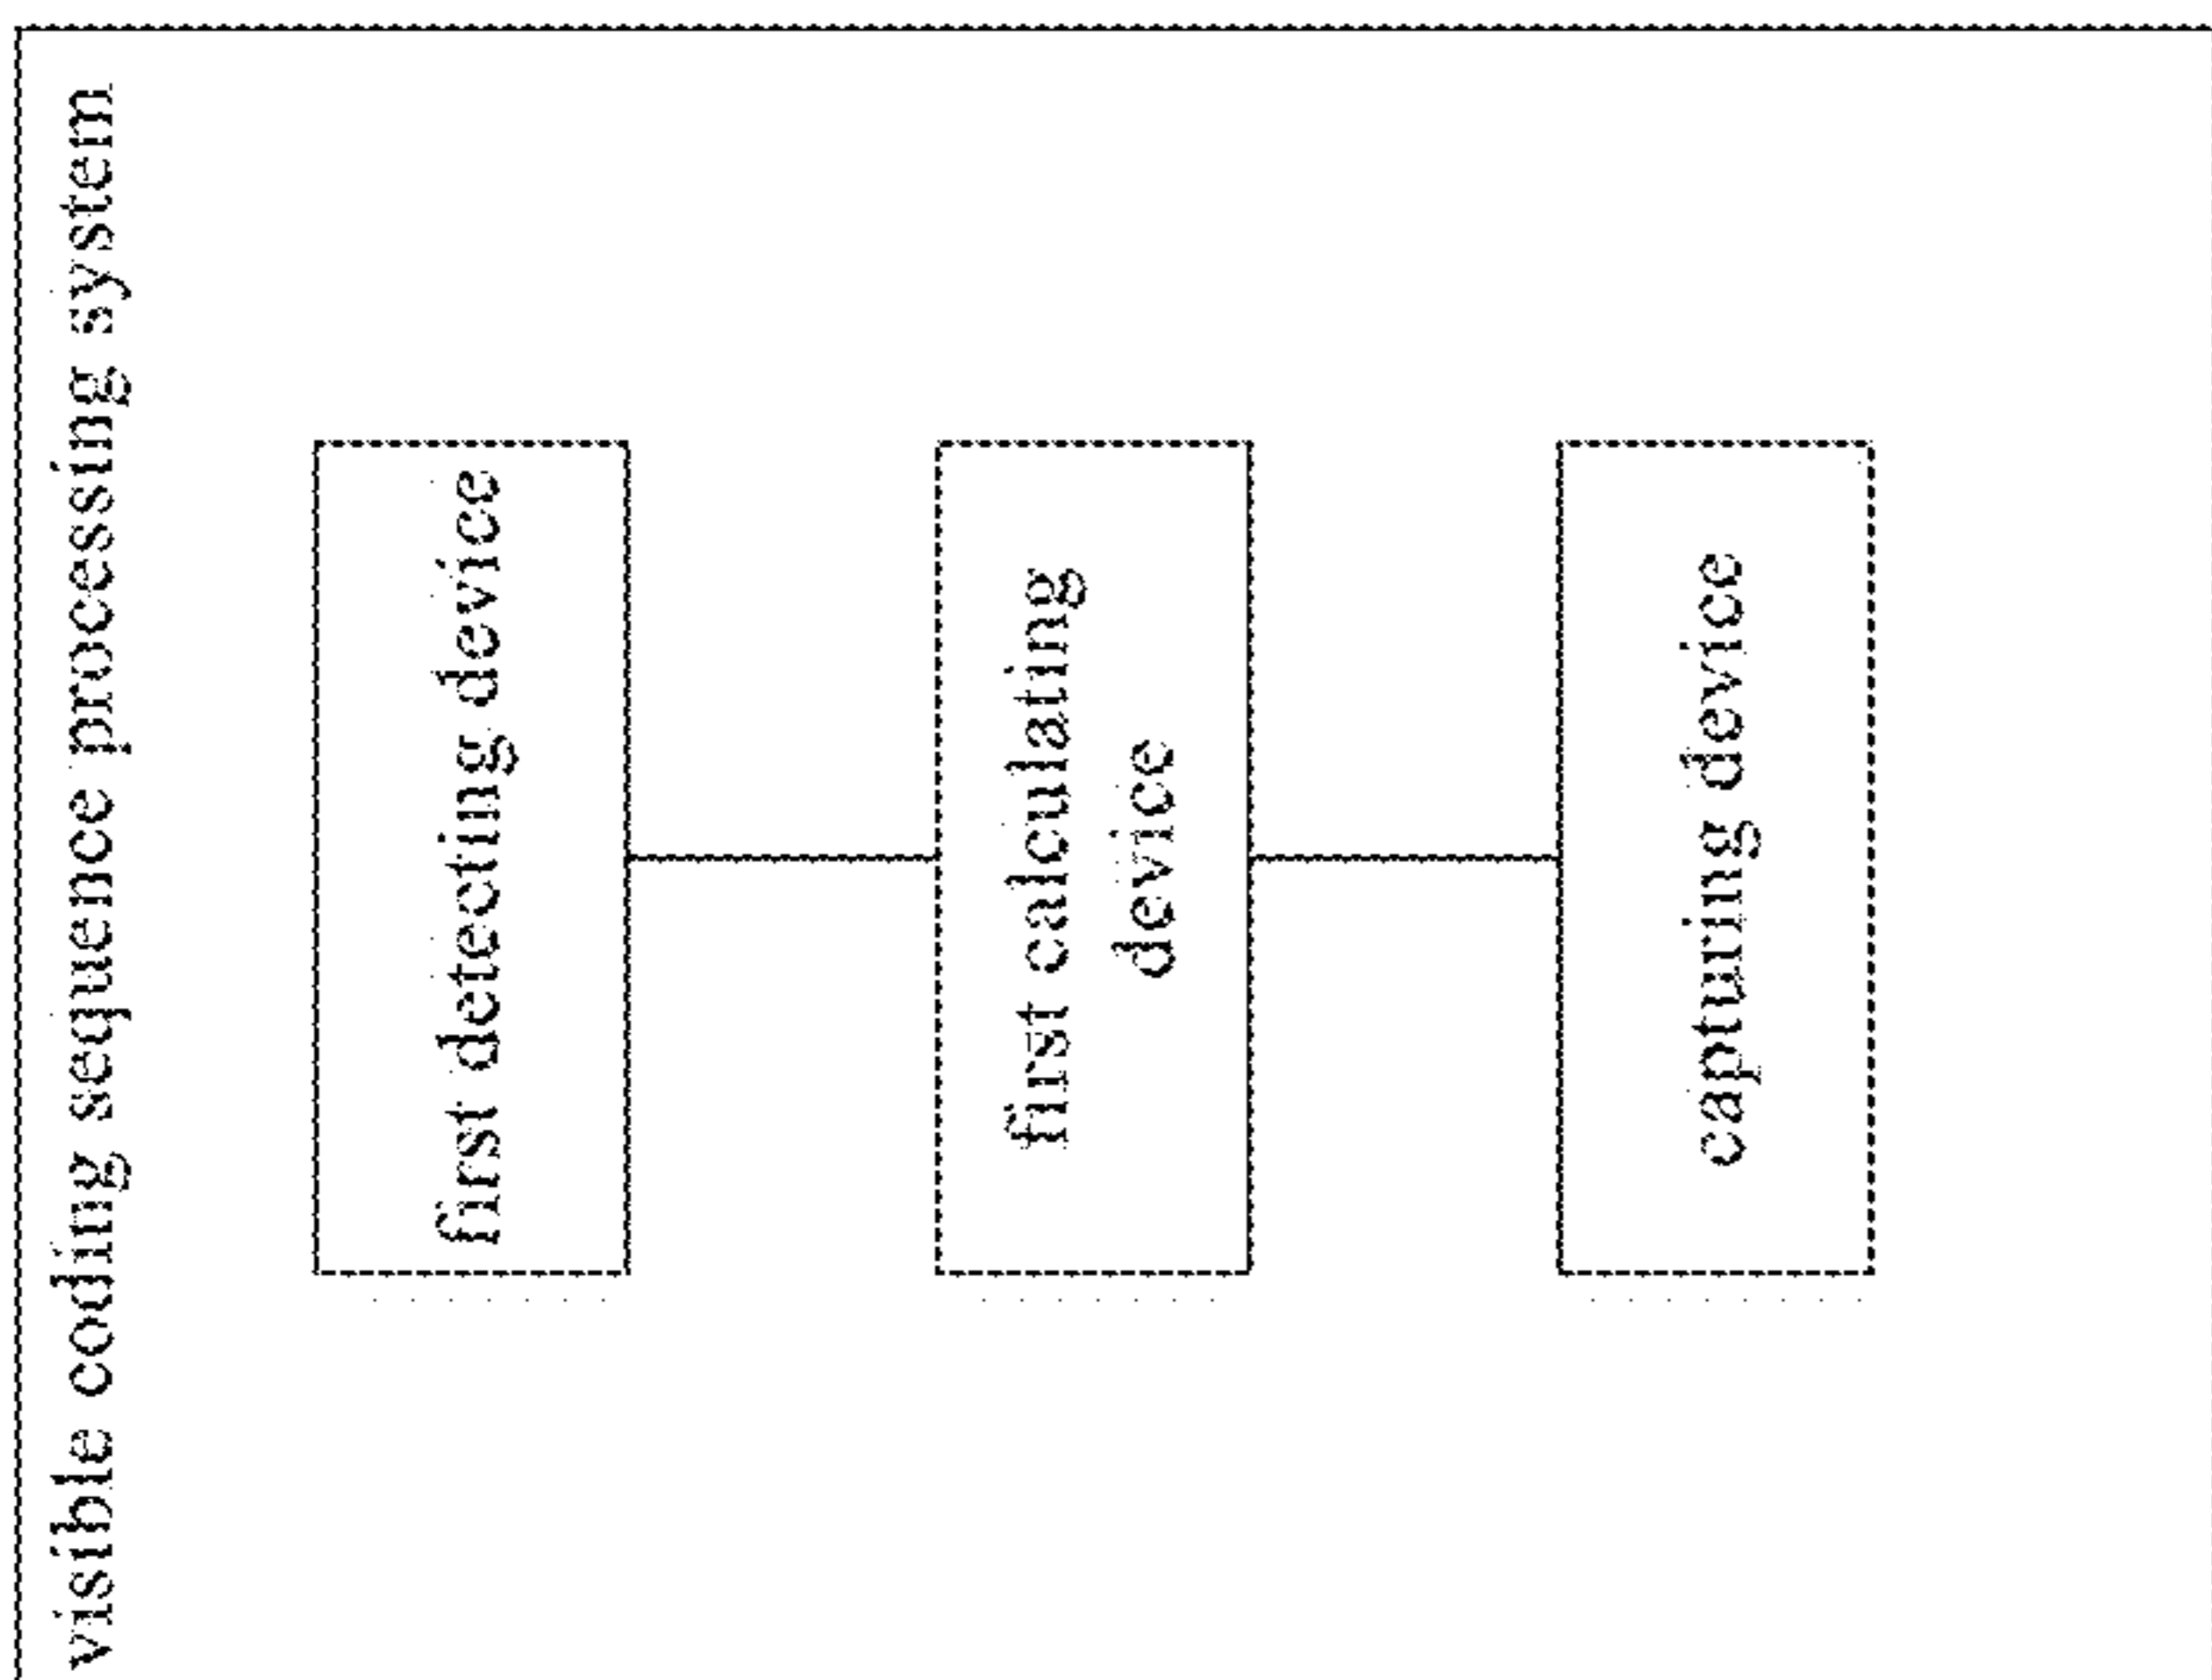 visible coding sequence processing system
first detecting device
first calculating
device
capturing device